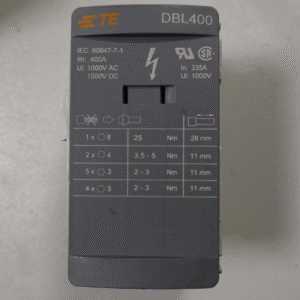 TE DBL400
IEC 60947-7-1
Ith: 400A
Ui: 1000V AC
1500V DC
In: 335A
Ui: 1000V
1 x 8 25 Nm 28 mm
2 x 4 3.5 - 5 Nm 11 mm
5 x 3 2 - 3 Nm 11 mm
4 x 3 2 - 3 Nm 11 mm